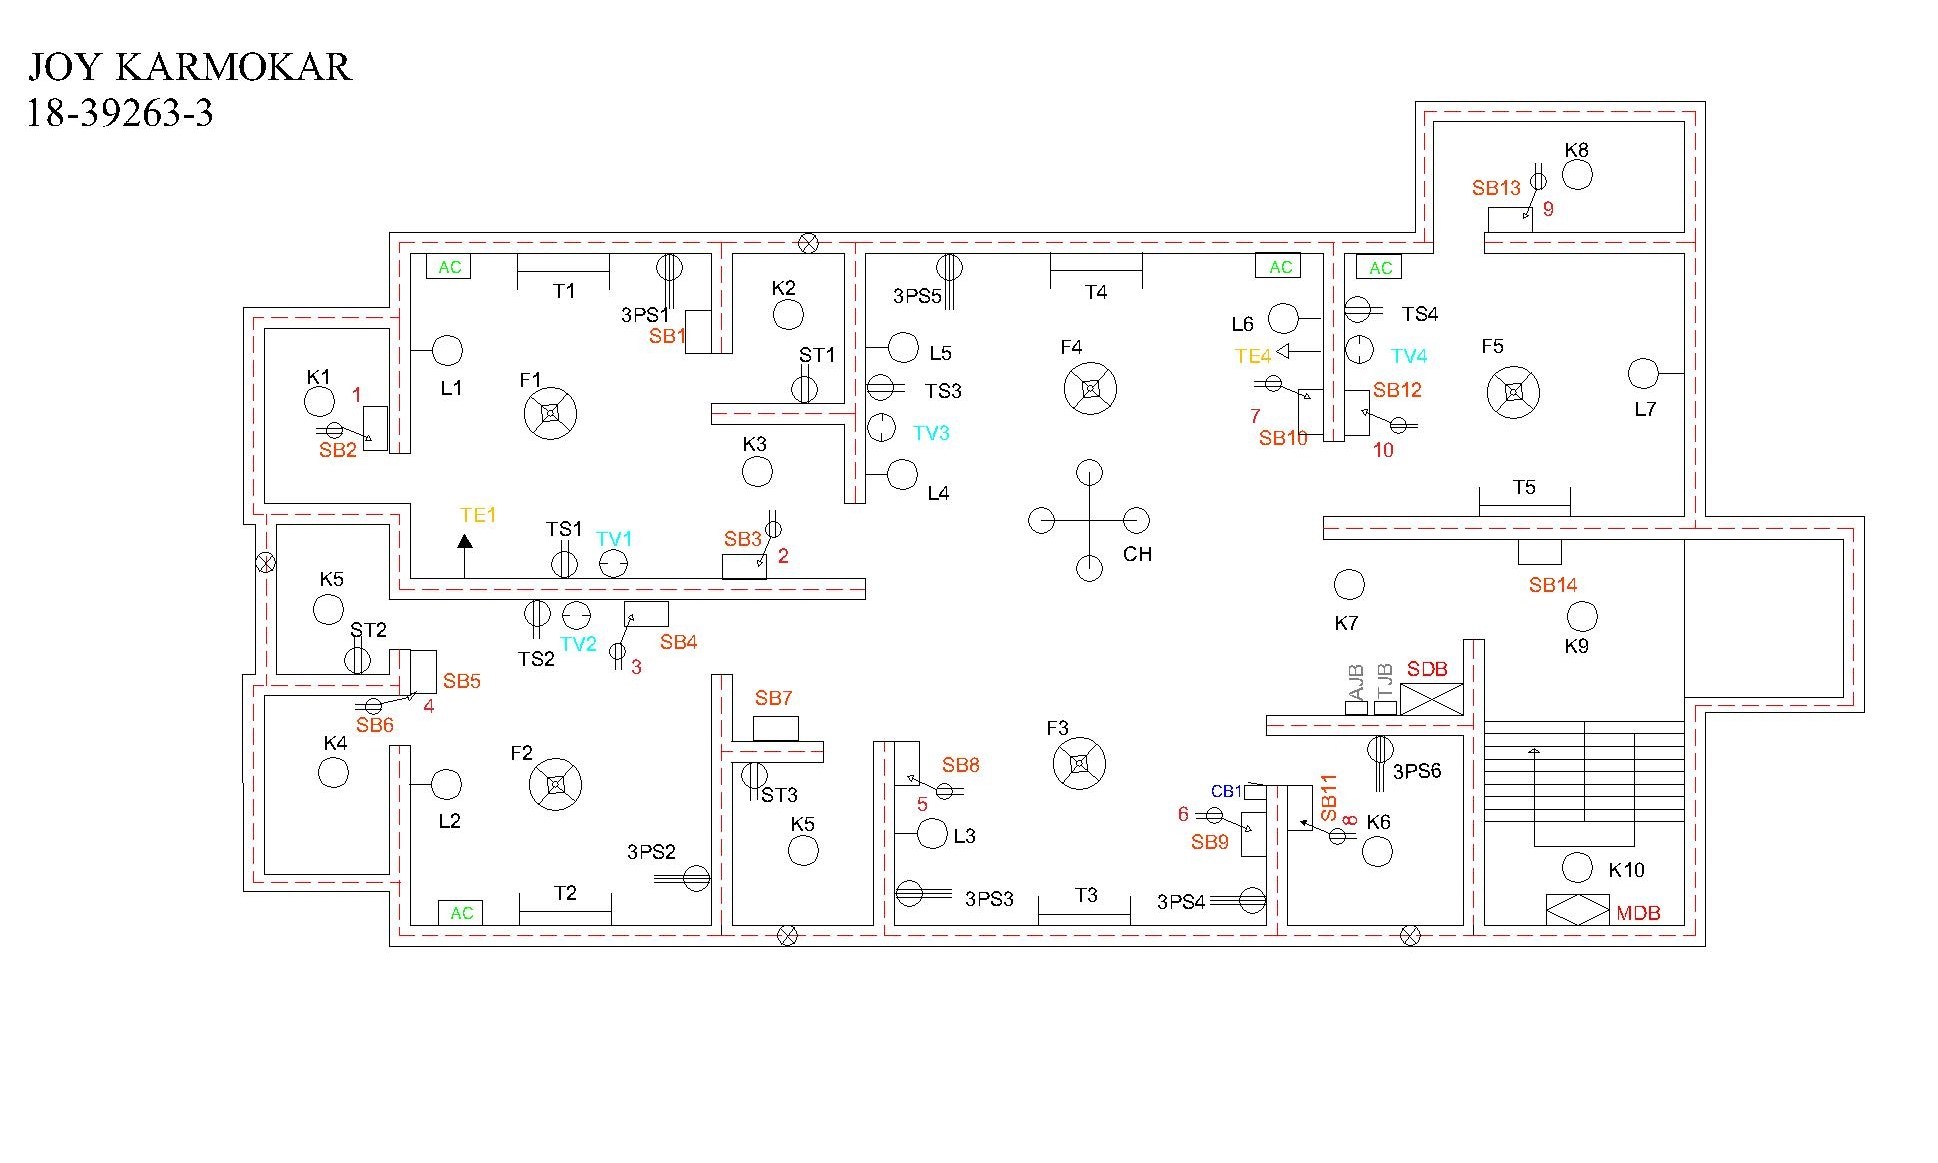 JOY KARMOKAR
18-39263-3
K8
SB13
9
AC
T1
3PS1
SB1
K2
ST1
3PS5
T4
AC
AC
L6
TS4
TE4
TV4
F5
L1
F1
L5
TS3
TV3
L4
F4
SB12
7
SB10
10
L7
K1
1
SB2
K3
TE1
TS1
TV1
SB3
2
CH
T5
SB14
K5
ST2
TS2
TV2
SB4
3
K7
K9
SB5
4
SB6
K4
SB7
AJB
TJB
SDB
F2
L2
3PS2
ST3
K5
SB8
5
L3
F3
CB1
6
SB9
SB11
8
3PS6
K6
AC
T2
3PS3
T3
3PS4
K10
MDB